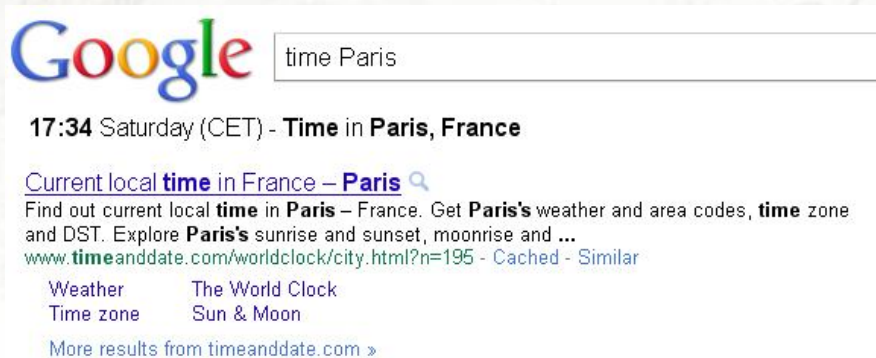 Google time Paris
17:34 Saturday (CET) - Time in Paris, France
Current local time in France – Paris
Find out current local time in Paris – France. Get Paris's weather and area codes, time zone
and DST. Explore Paris's sunrise and sunset, moonrise and ...
www.timeanddate.com/worldclock/city.html?n=195 - Cached - Similar
Weather The World Clock
Time zone Sun & Moon
More results from timeanddate.com »